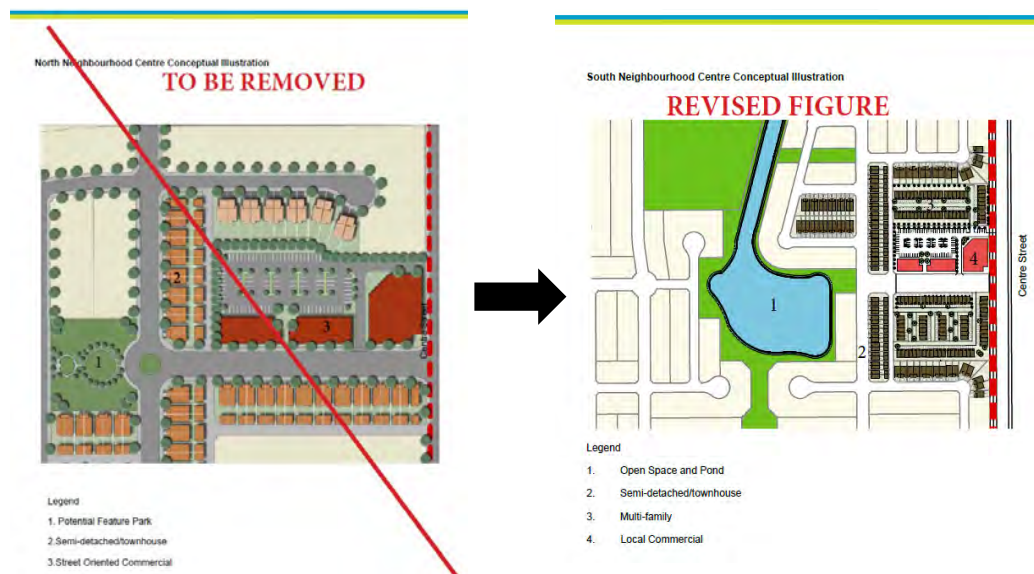 North Neighbourhood Centre Conceptual Illustration
TO BE REMOVED
2
3
1
Legend
1. Potential Feature Park
2.Semi-detached/townhouse
3.Street Oriented Commercial
South Neighbourhood Centre Conceptual Illustration
REVISED FIGURE
3
4
1
2
Centre Street
Legend
1. Open Space and Pond
2. Semi-detached/townhouse
3. Multi-family
4. Local Commercial